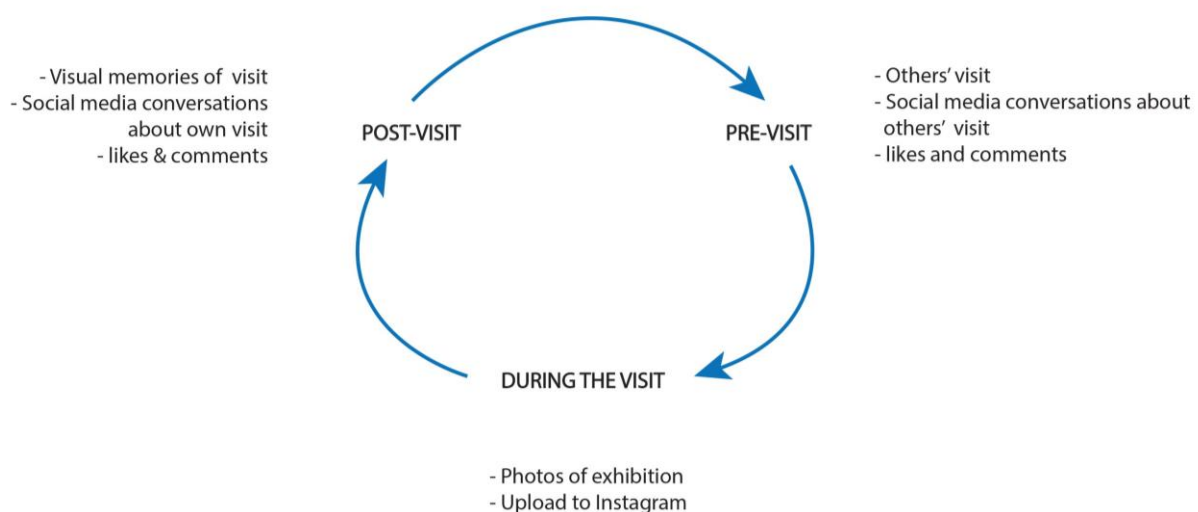 - Visual memories of visit
- Social media conversations
about own visit
- likes & comments
POST-VISIT
PRE-VISIT
- Others' visit
- Social media conversations about
others' visit
- likes and comments
DURING THE VISIT
- Photos of exhibition
- Upload to Instagram